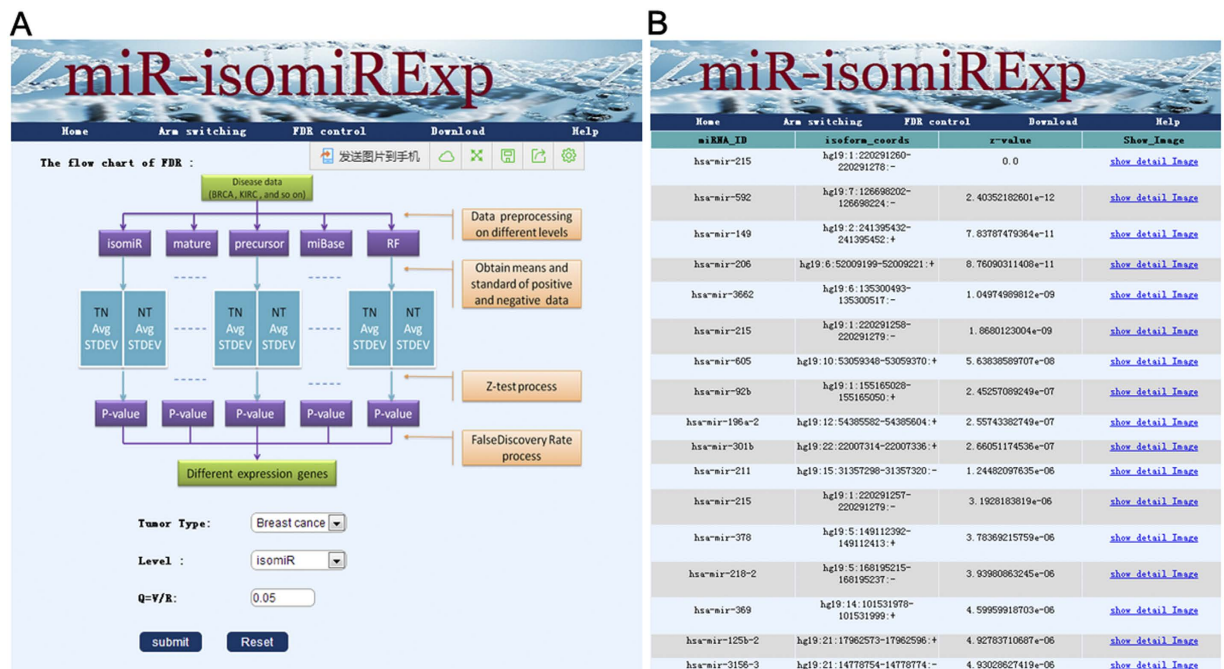 A
miR-isomiRExp
Home Arm switching FDR control Download Help
The flow chart of FDR :
发送图片到手机
Disease data
(BRCA, KIRC, and so on)
Data preprocessing
on different levels
isomiR mature precursor miBase RF
Obtain means and
standard of positive
and negative data
TN NT TN NT TN NT
Avg Avg Avg Avg Avg Avg
STDEV STDEV STDEV STDEV STDEV STDEV
Z-test process
P-value P-value P-value P-value P-value
FalseDiscovery Rate
process
Different expression genes
Tumor Type: Breast cance
Level : isomiR
Q=V/R: 0.05
submit Reset
B
miR-isomiRExp
Home Arm switching FDR control Download Help
miRNA_ID isoform_coords r-value Show_Image
hsa-mir-215 hg19:1:220291260-
220291278:- 0.0 show detail Image
hsa-mir-592 hg19:7:126698202-
126698224:- 2.40352182601e-12 show detail Image
hsa-mir-149 hg19:2:241395432-
241395452:+ 7.83787479364e-11 show detail Image
hsa-mir-206 hg19:6:52009199-52009221:+ 8.76090311408e-11 show detail Image
hsa-mir-3662 hg19:6:135300493-
135300517:- 1.04974989812e-09 show detail Image
hsa-mir-215 hg19:1:220291258-
220291279:- 1.8680123004e-09 show detail Image
hsa-mir-605 hg19:10:53059348-53059370:+ 5.63838589707e-08 show detail Image
hsa-mir-92b hg19:1:155165028-
155165050:+ 2.45257089249e-07 show detail Image
hsa-mir-196a-2 hg19:12:54385582-54385604:+ 2.55743382749e-07 show detail Image
hsa-mir-301b hg19:22:22007314-22007336:+ 2.66051174536e-07 show detail Image
hsa-mir-211 hg19:15:31357298-31357320:- 1.24482097635e-06 show detail Image
hsa-mir-215 hg19:1:220291257-
220291279:- 3.1928183819e-06 show detail Image
hsa-mir-378 hg19:5:149112392-
149112413:+ 3.78369215759e-06 show detail Image
hsa-mir-218-2 hg19:5:168195215-
168195237:- 3.93980863245e-06 show detail Image
hsa-mir-369 hg19:14:101531978-
101531999:+ 4.59959918703e-06 show detail Image
hsa-mir-125b-2 hg19:21:17962573-17962596:+ 4.92783710687e-06 show detail Image
hsa-mir-3156-3 hg19:21:14778754-14778774:- 4.93028627419e-06 show detail Image